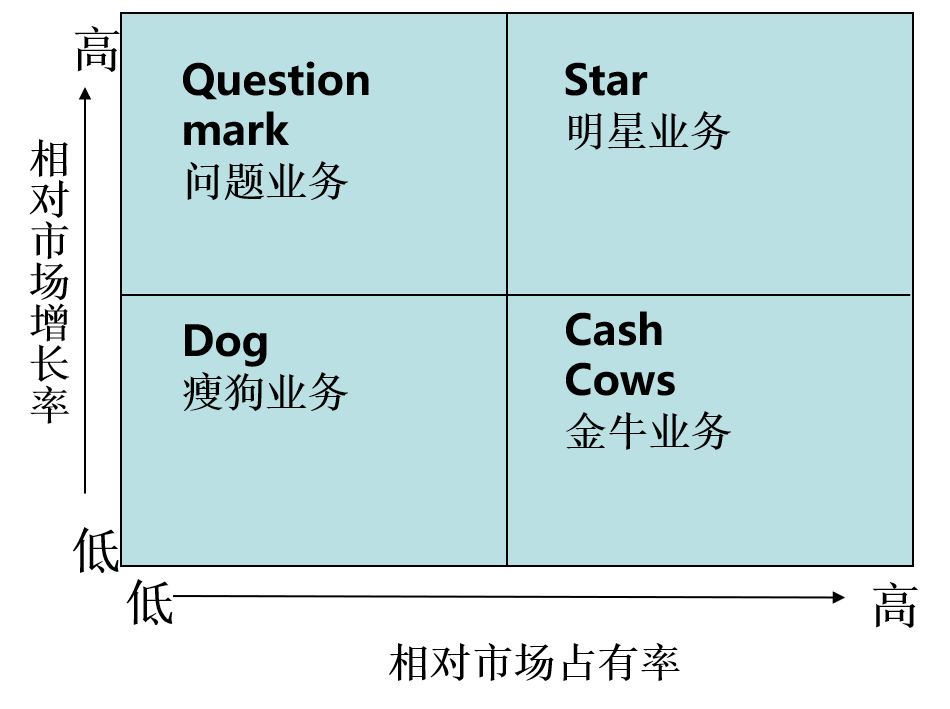 高
相对市场增长率
低
Question
mark
问题业务
Star
明星业务
Dog
瘦狗业务
Cash
Cows
金牛业务
低
高
相对市场占有率